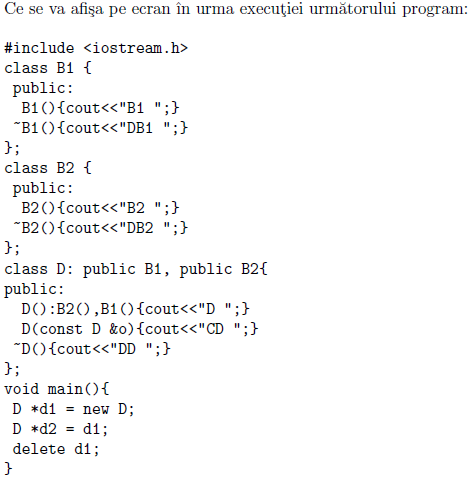 Ce se va afişa pe ecran în urma execuţiei următorului program:
#include <iostream.h>
class B1 {
 public:
  B1(){cout<<"B1 ";}
 ~B1(){cout<<"DB1 ";}
};
class B2 {
 public:
  B2(){cout<<"B2 ";}
 ~B2(){cout<<"DB2 ";}
};
class D: public B1, public B2{
public:
  D():B2(),B1(){cout<<"D ";}
  D(const D &o){cout<<"CD ";}
 ~D(){cout<<"DD ";}
};
void main(){
 D *d1 = new D;
 D *d2 = d1;
 delete d1;
}